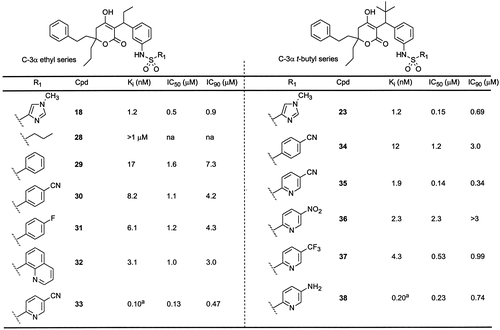 OH
O
O
HN
O
S
O
R1
C-3α ethyl series
OH
O
O
HN
O
S
O
R1
C-3α t-butyl series
R1 Cpd Ki (nM) IC50 (μM) IC90 (μM)
CH3
N
N
18 1.2 0.5 0.9
28 >1 μM na na
29 17 1.6 7.3
CN
30 8.2 1.1 4.2
F
31 6.1 1.2 4.3
N
32 3.1 1.0 3.0
CN
N
33 0.10a 0.13 0.47
R1 Cpd Ki (nM) IC50 (μM) IC90 (μM)
CH3
N
N
23 1.2 0.15 0.69
CN
34 12 1.2 3.0
CN
N
35 1.9 0.14 0.34
NO2
N
36 2.3 2.3 >3
CF3
N
37 4.3 0.53 0.99
NH2
N
38 0.20a 0.23 0.74